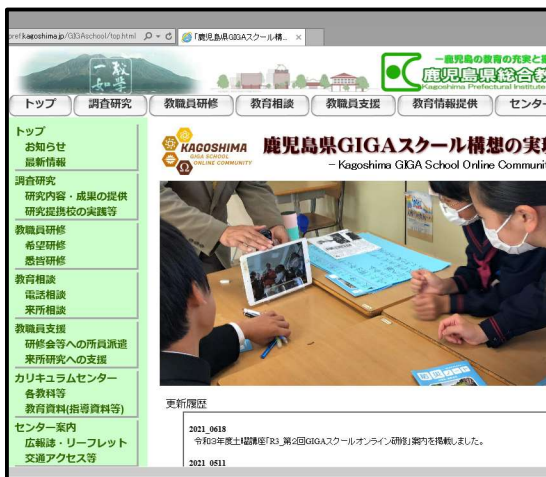 pref.kagoshima.jp/GIGAschool/top.html
「鹿児島県GIGAスクール構...
鹿児島県総合教
Kagoshima Prefectural Institute
トップ
調査研究
教職員研修
教育相談
教職員支援
教育情報提供
センター
トップ
お知らせ
最新情報
調査研究
研究内容・成果の提供
研究提携校の実践等
教職員研修
希望研修
悉皆研修
教育相談
電話相談
来所相談
教職員支援
研修会等への所員派遣
来所研究への支援
カリキュラムセンター
各教科等
教育資料(指導資料等)
センター案内
広報誌・リーフレット
交通アクセス等
KAGOSHIMA
GIGA SCHOOL
ONLINE COMMUNITY
鹿児島県GIGAスクール構想の実現
– Kagoshima GIGA School Online Communit
更新履歴
2021_0618
令和3年度土曜講座「R3_第2回GIGAスクールオンライン研修」案内を掲載しました。
2021_0511